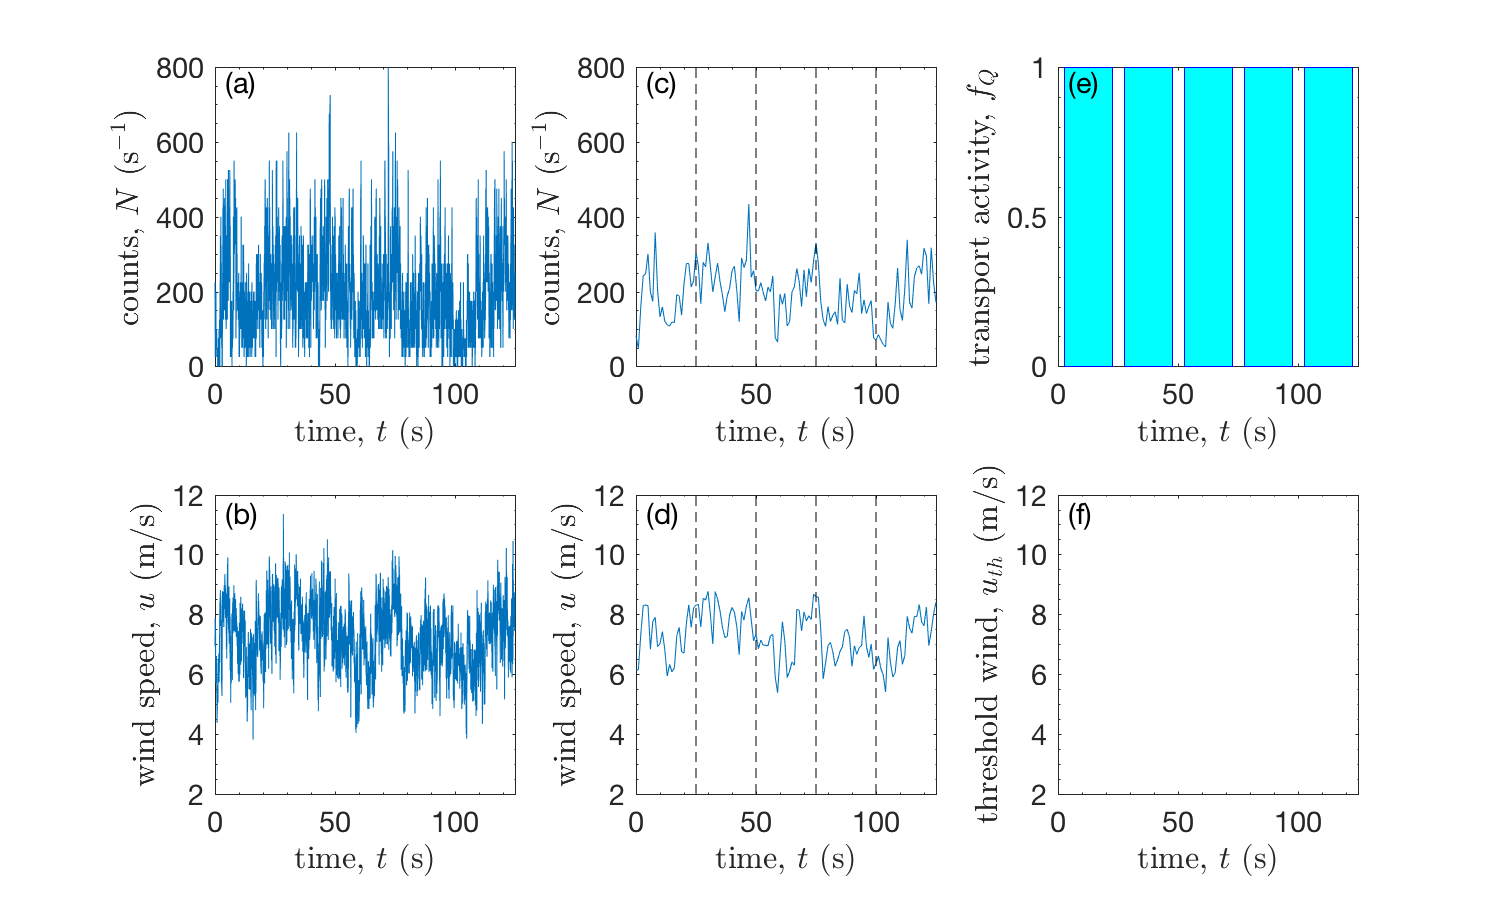 (a)
800
600
400
200
0
counts, N (s⁻¹)
0 50 100
time, t (s)
(c)
800
600
400
200
0
counts, N (s⁻¹)
0 50 100
time, t (s)
(e)
1
0.5
0
transport activity, f_Q
0 50 100
time, t (s)
(b)
12
10
8
6
4
2
wind speed, u (m/s)
0 50 100
time, t (s)
(d)
12
10
8
6
4
2
wind speed, u (m/s)
0 50 100
time, t (s)
(f)
12
10
8
6
4
2
threshold wind, u_th (m/s)
0 50 100
time, t (s)